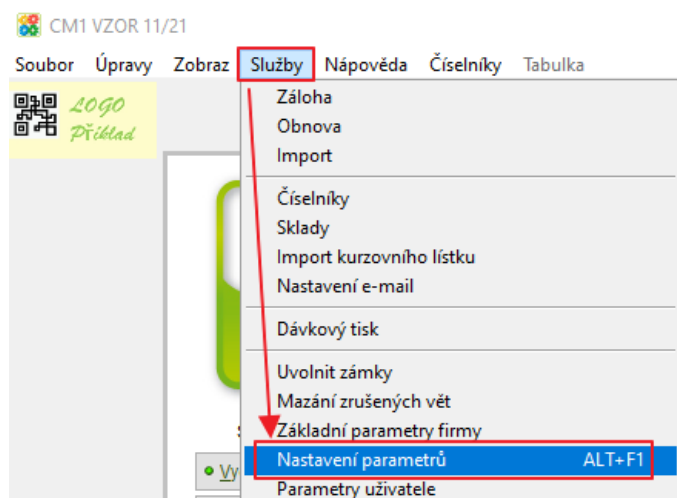 CM1 VZOR 11/21
Soubor Úpravy Zobraz Služby Nápověda Číselníky Tabulka
LOGO
Příklad
Záloha
Obnova
Import
Číselníky
Sklady
Import kurzovního lístku
Nastavení e-mail
Dávkový tisk
Uvolnit zámky
Mazání zrušených vět
Základní parametry firmy
Nastavení parametrů ALT+F1
Vy
Parametry uživatele